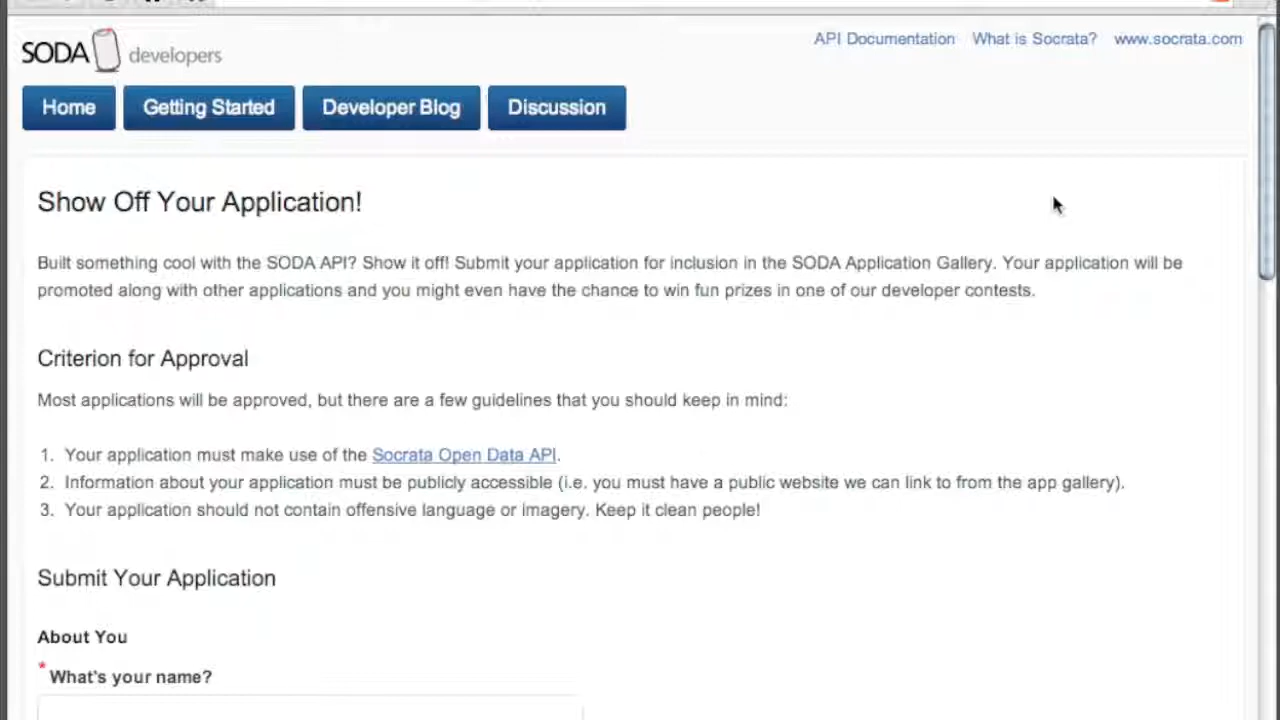 API Documentation What is Socrata? www.socrata.com
SODA developers
Home Getting Started Developer Blog Discussion
Show Off Your Application!
Built something cool with the SODA API? Show it off! Submit your application for inclusion in the SODA Application Gallery. Your application will be
promoted along with other applications and you might even have the chance to win fun prizes in one of our developer contests.
Criterion for Approval
Most applications will be approved, but there are a few guidelines that you should keep in mind:
1. Your application must make use of the Socrata Open Data API.
2. Information about your application must be publicly accessible (i.e. you must have a public website we can link to from the app gallery).
3. Your application should not contain offensive language or imagery. Keep it clean people!
Submit Your Application
About You
* What's your name?